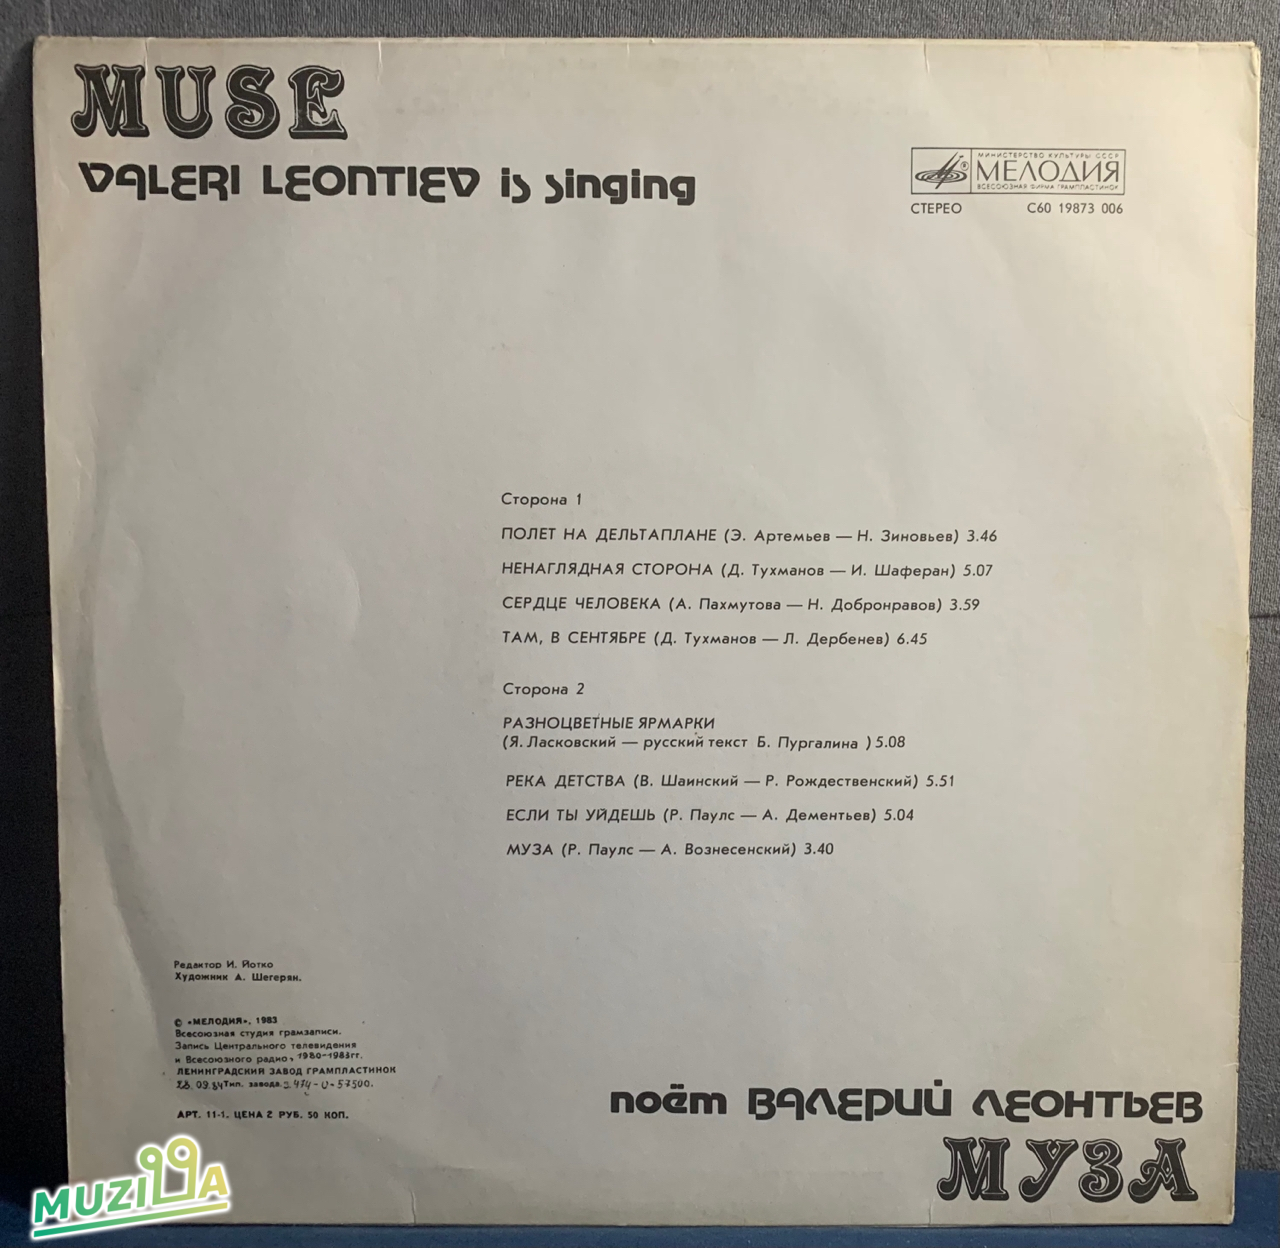 MUSE
VALERI LEONTIEV is singing
МИНИСТЕРСТВО КУЛЬТУРЫ СССР
МЕЛОДИЯ
ВСЕСОЮЗНАЯ ФИРМА ГРАМПЛАСТИНОК
СТЕРЕО С60 19873 006
Сторона 1
ПОЛЕТ НА ДЕЛЬТАПЛАНЕ (Э. Артемьев — Н. Зиновьев) 3.46
НЕНАГЛЯДНАЯ СТОРОНА (Д. Тухманов — И. Шаферан) 5.07
СЕРДЦЕ ЧЕЛОВЕКА (А. Пахмутова — Н. Добронравов) 3.59
ТАМ, В СЕНТЯБРЕ (Д. Тухманов — Л. Дербенев) 6.45
Сторона 2
РАЗНОЦВЕТНЫЕ ЯРМАРКИ
(Я. Ласковский — русский текст Б. Пургалина ) 5.08
РЕКА ДЕТСТВА (В. Шаинский — Р. Рождественский) 5.51
ЕСЛИ ТЫ УЙДЕШЬ (Р. Паулс — А. Дементьев) 5.04
МУЗА (Р. Паулс — А. Вознесенский) 3.40
Редактор И. Йотко
Художник А. Шегерян.
© «МЕЛОДИЯ», 1983
Всесоюзная студия грамзаписи.
Запись Центрального телевидения
и Всесоюзного радио, 1980-1983гг.
ЛЕНИНГРАДСКИЙ ЗАВОД ГРАМПЛАСТИНОК
Тип. завода.
АРТ. 11-1. ЦЕНА 2 РУБ. 50 КОП.
поёт ВАЛЕРИЙ ЛЕОНТЬЕВ
МУЗА
MUZILLA